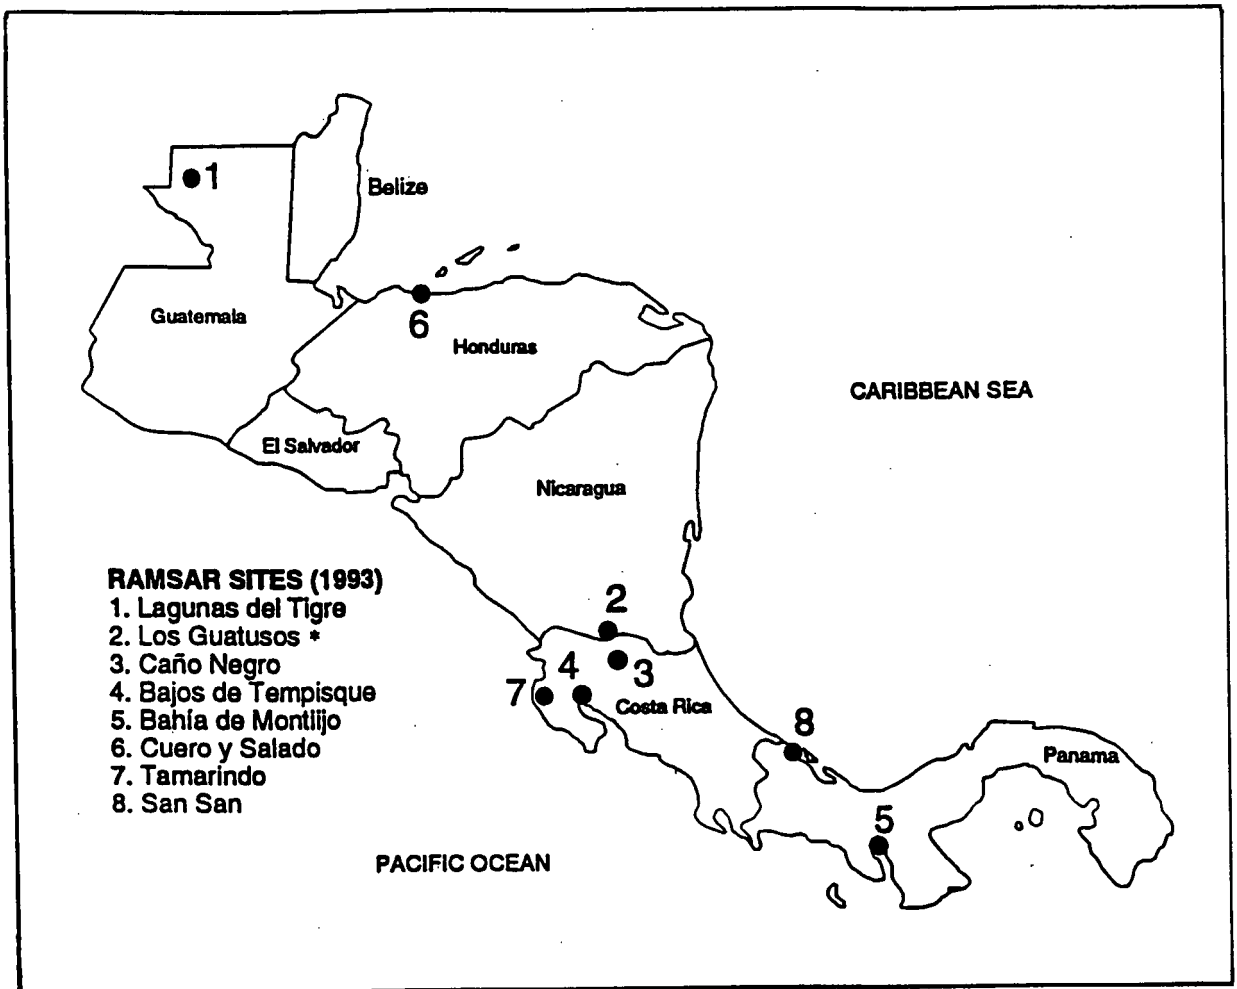 1
Belize
Guatemala
6
Honduras
CARIBBEAN SEA
El Salvador
Nicaragua
RAMSAR SITES (1993)
1. Lagunas del Tigre
2. Los Guatusos *
3. Caño Negro
4. Bajos de Tempisque
5. Bahía de Montlijo
6. Cuero y Salado
7. Tamarindo
8. San San
2
4
3
7
Costa Rica
8
Panama
5
PACIFIC OCEAN